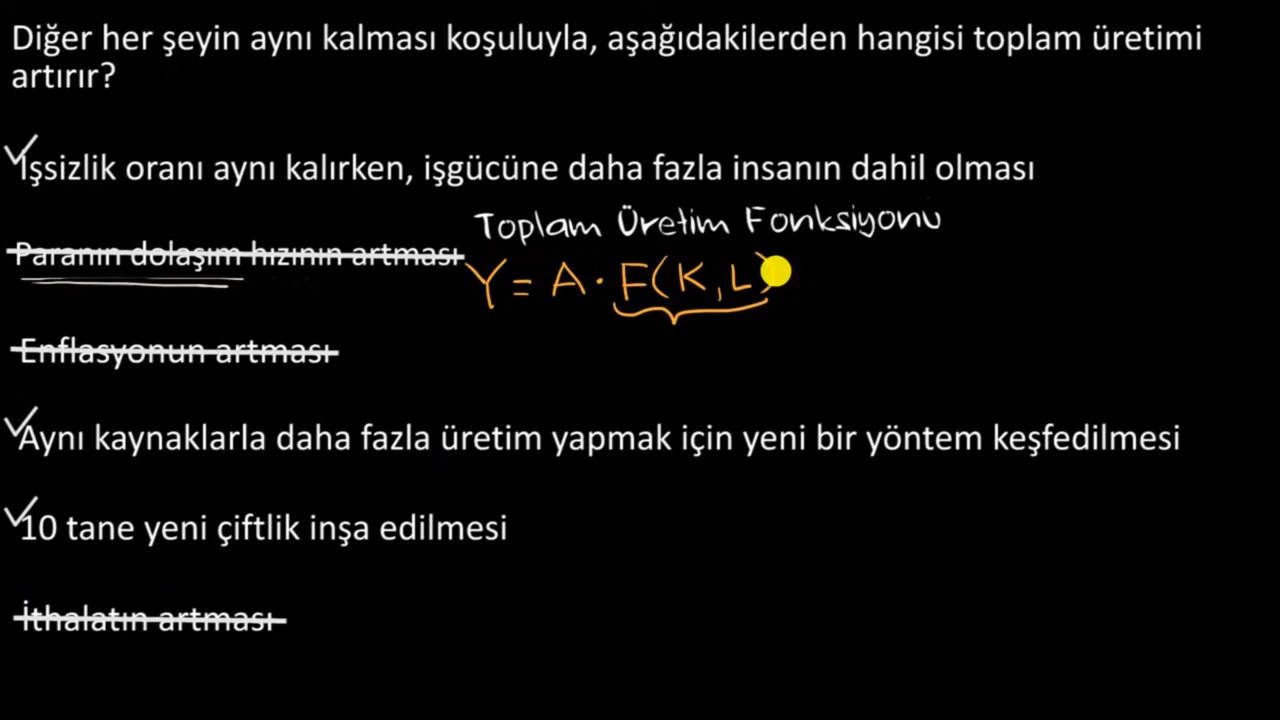 Diğer her şeyin aynı kalması koşuluyla, aşağıdakilerden hangisi toplam üretimi
artırır?
İşsizlik oranı aynı kalırken, işgücüne daha fazla insanın dahil olması
Toplam Üretim Fonksiyonu
Paranın dolaşım hızının artması
Y = A · F(K, L)
Enflasyonun artması
Aynı kaynaklarla daha fazla üretim yapmak için yeni bir yöntem keşfedilmesi
10 tane yeni çiftlik inşa edilmesi
İthalatın artması